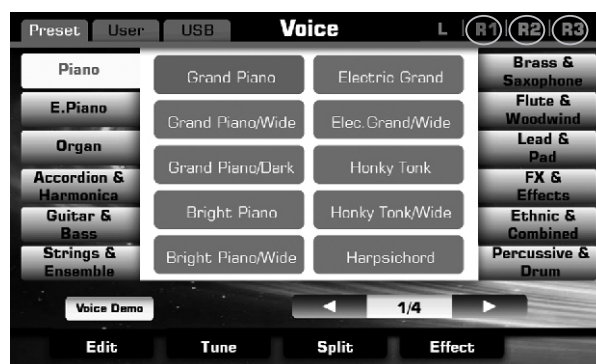 Preset User USB Voice L R1 R2 R3
Piano
E.Piano
Organ
Accordion &
Harmonica
Guitar &
Bass
Strings &
Ensemble
Grand Piano
Electric Grand
Grand Piano/Wide
Elec.Grand/Wide
Grand Piano/Dark
Honky Tonk
Bright Piano
Honky Tonk/Wide
Bright Piano/Wide
Harpsichord
Brass &
Saxophone
Flute &
Woodwind
Lead &
Pad
FX &
Effects
Ethnic &
Combined
Percussive &
Drum
Voice Demo
1/4
Edit Tune Split Effect